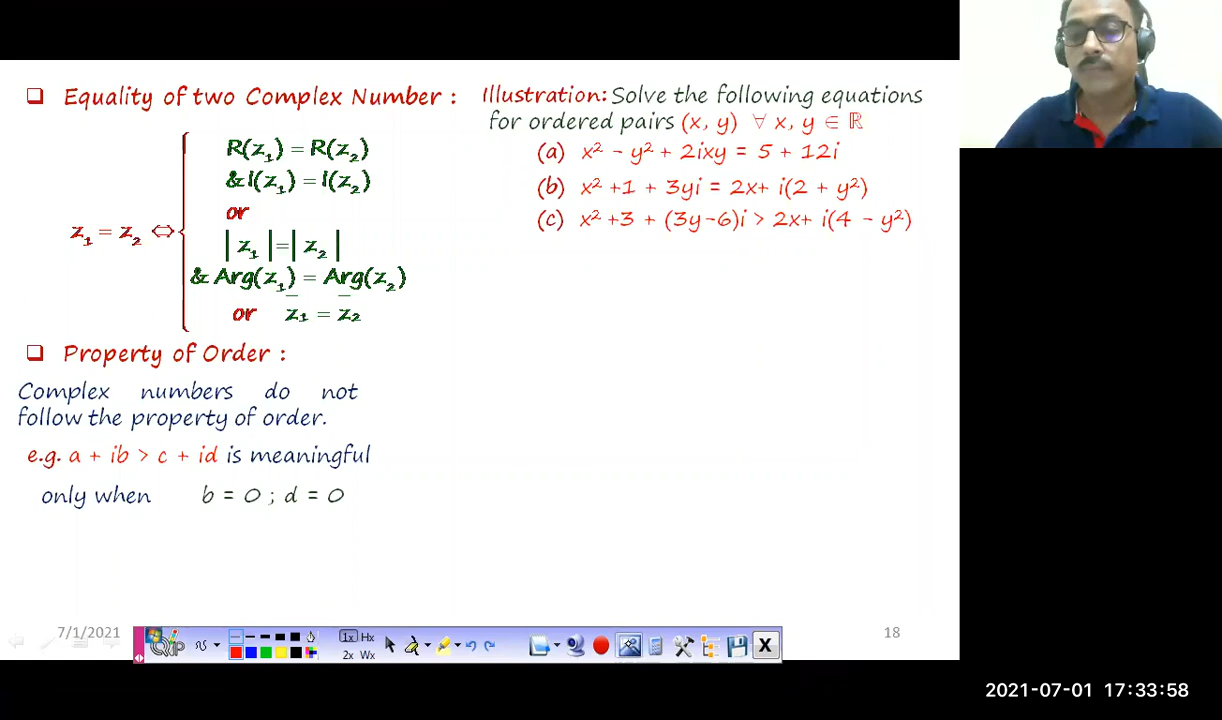 ❑ Equality of two Complex Number :
z₁ = z₂ ⇔
R(z₁) = R(z₂)
& I(z₁) = I(z₂)
or
| z₁ | = | z₂ |
& Arg(z₁) = Arg(z₂)
or z̄₁ = z̄₂
❑ Property of Order :
Complex numbers do not
follow the property of order.
e.g. a + ib > c + id is meaningful
only when b = 0 ; d = 0
Illustration: Solve the following equations
for ordered pairs (x, y) ∀ x, y ∈ ℝ
(a) x² − y² + 2ixy = 5 + 12i
(b) x² +1 + 3yi = 2x+ i(2 + y²)
(c) x² +3 + (3y−6)i > 2x+ i(4 − y²)
7/1/2021
18
1x Hx
2x Wx
X
2021-07-01 17:33:58